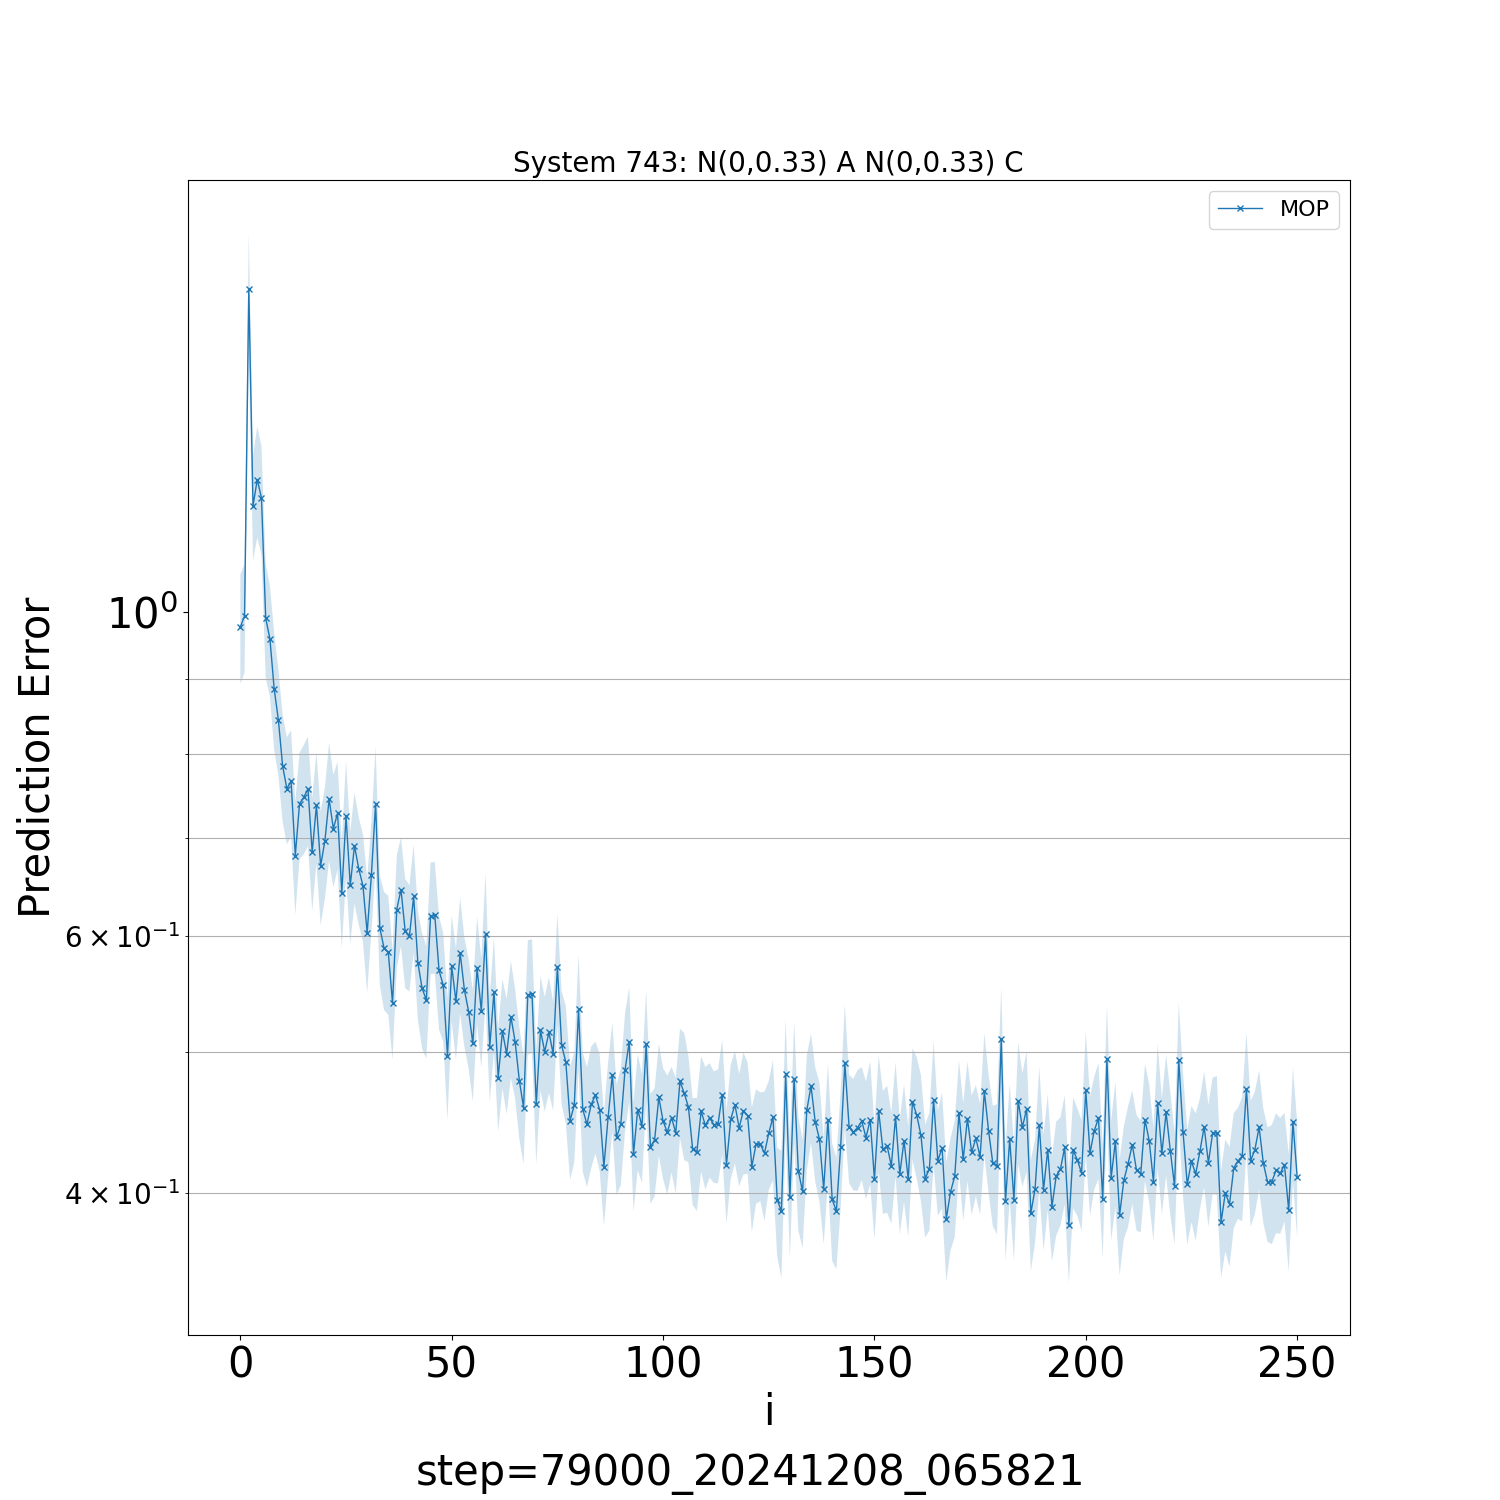 System 743: N(0,0.33) A N(0,0.33) C
MOP
Prediction Error
10⁰
6 × 10⁻¹
4 × 10⁻¹
0 50 100 150 200 250
i
step=79000_20241208_065821